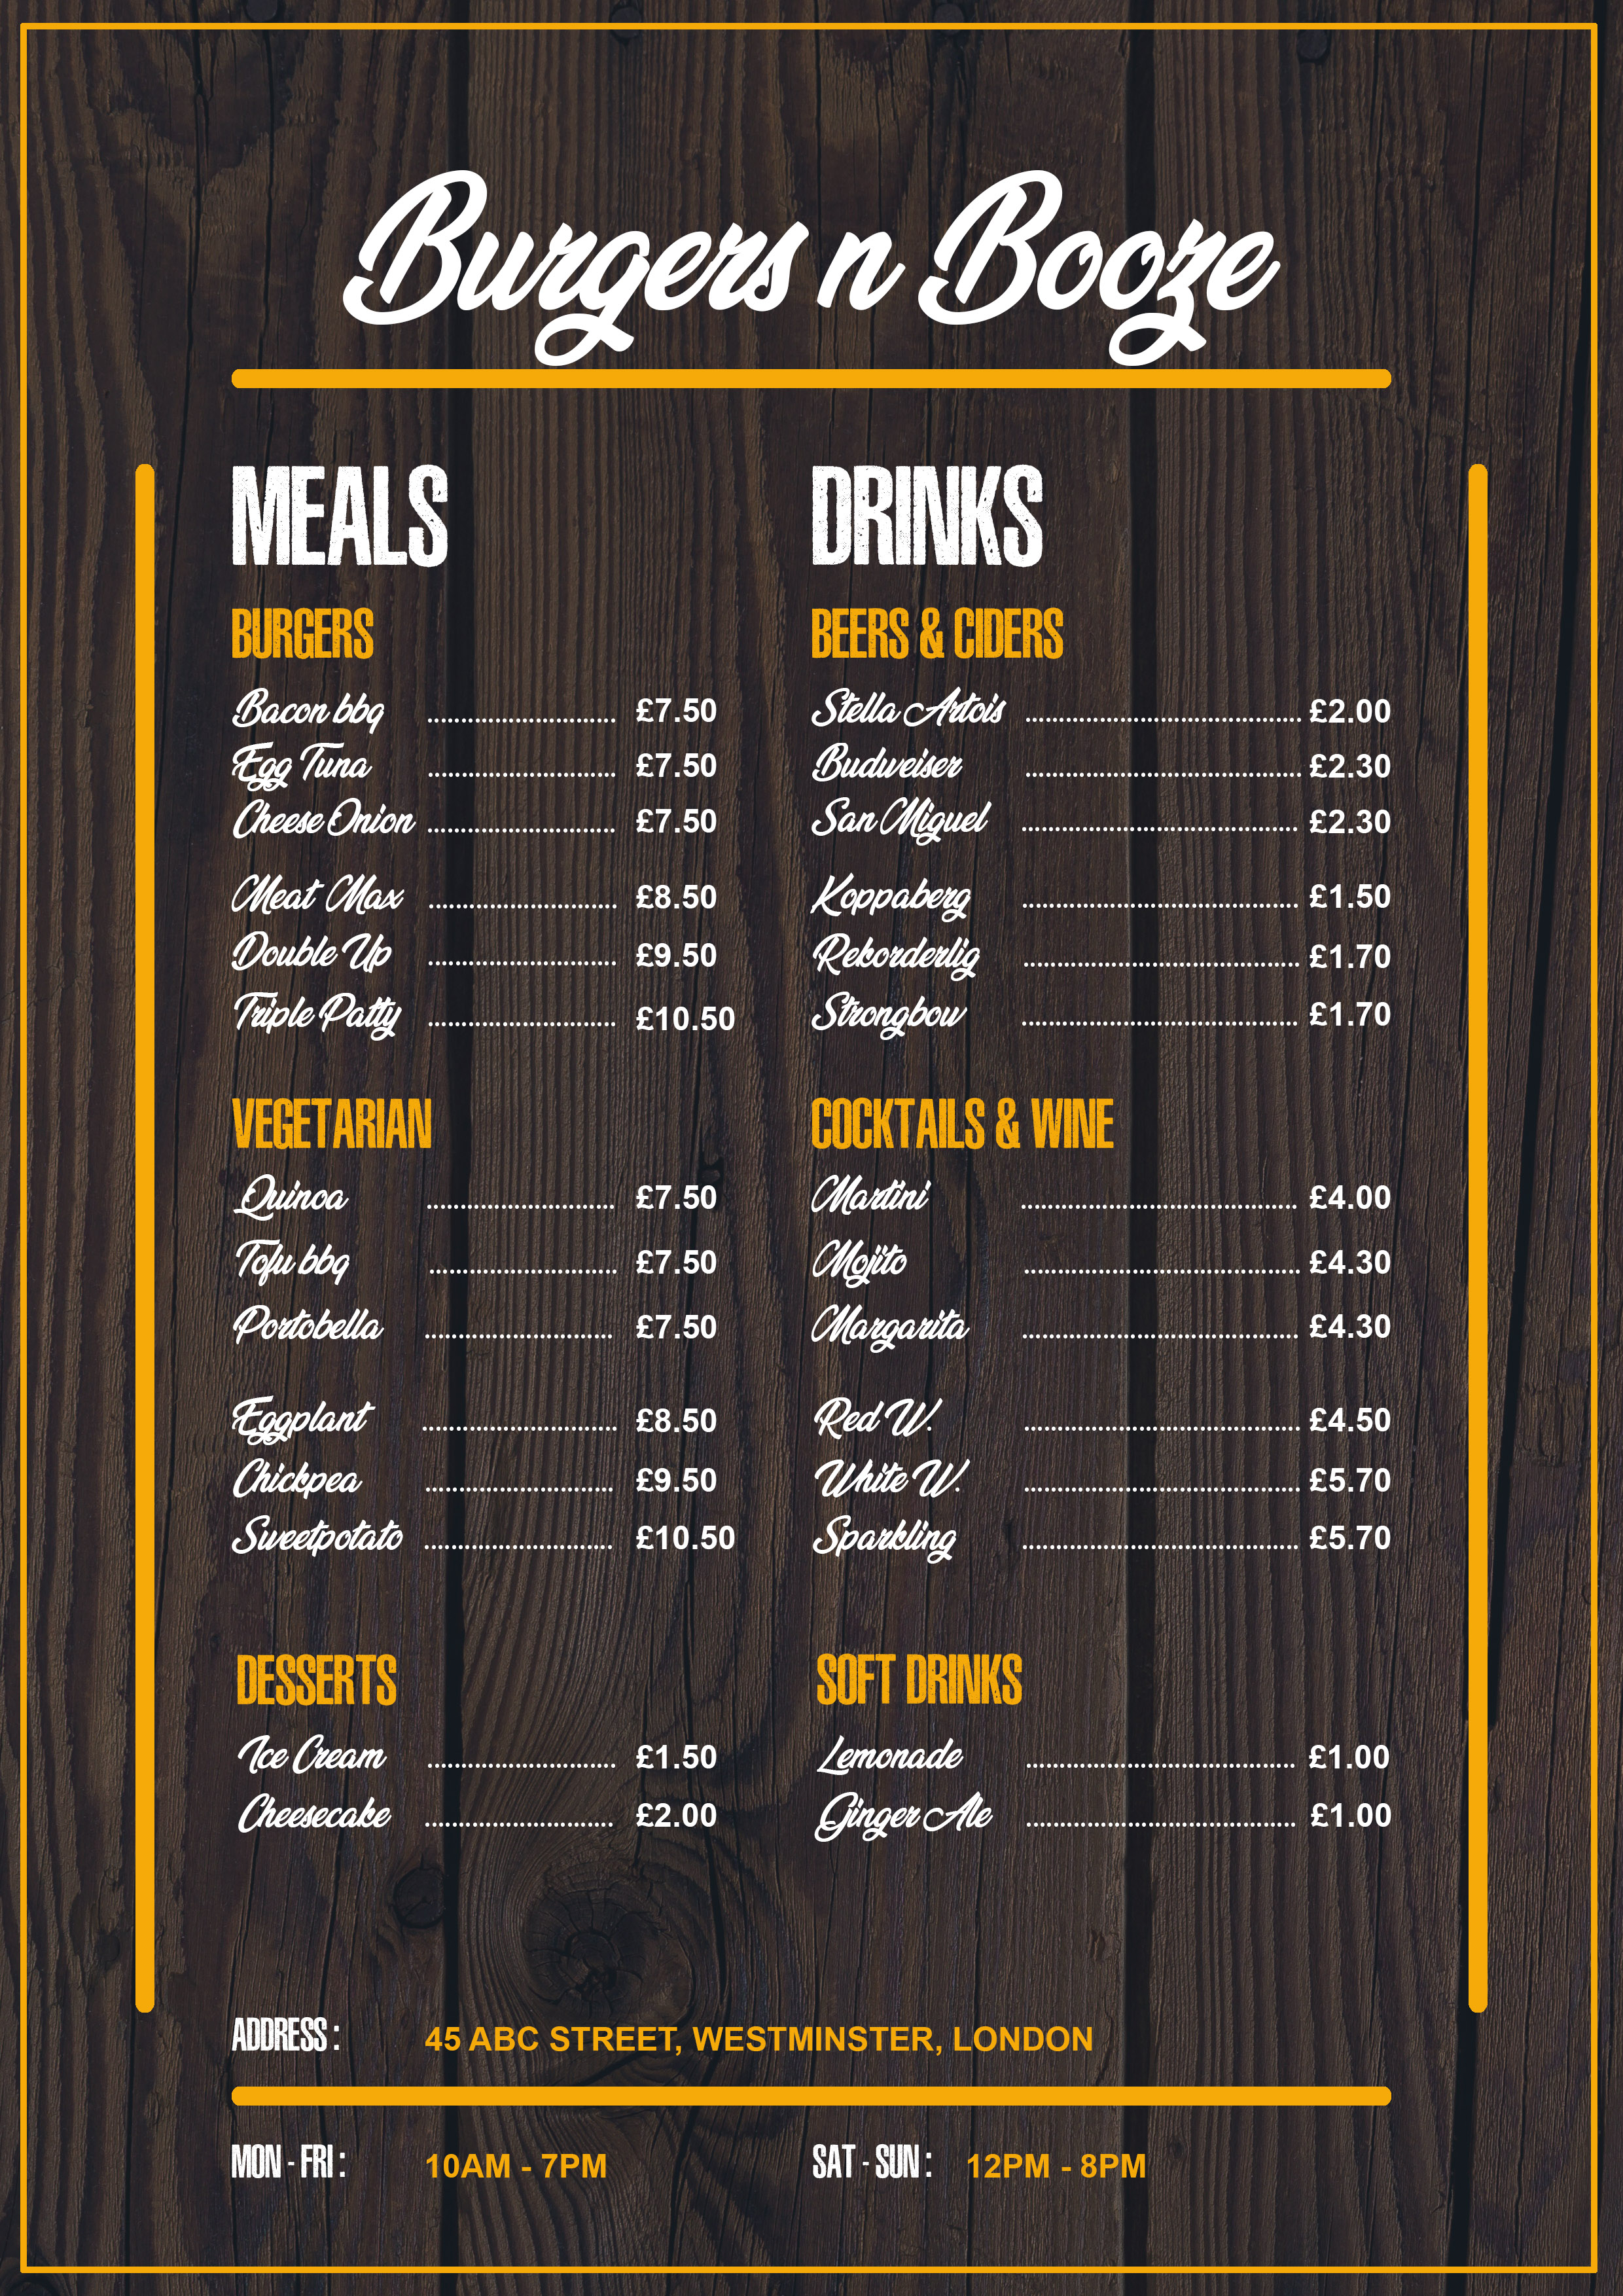 Burgers n Booze
MEALS
BURGERS
Bacon bbq ............................ £7.50
Egg Tuna ............................ £7.50
Cheese Onion ............................ £7.50
Meat Max ............................ £8.50
Double Up ............................ £9.50
Triple Patty ............................ £10.50
VEGETARIAN
Quinoa ............................ £7.50
Tofu bbq ............................ £7.50
Portobella ............................ £7.50
Eggplant ............................. £8.50
Chickpea ............................ £9.50
Sweetpotato ............................ £10.50
DESSERTS
Ice Cream ............................ £1.50
Cheesecake ............................ £2.00
DRINKS
BEERS & CIDERS
Stella Artois ......................................... £2.00
Budweiser ......................................... £2.30
San Miguel ......................................... £2.30
Koppaberg ......................................... £1.50
Rekorderlig ......................................... £1.70
Strongbow ......................................... £1.70
COCKTAILS & WINE
Martini ......................................... £4.00
Mojito ......................................... £4.30
Margarita ......................................... £4.30
Red W. ......................................... £4.50
White W. ......................................... £5.70
Sparkling ......................................... £5.70
SOFT DRINKS
Lemonade ........................................ £1.00
Ginger Ale ........................................ £1.00
ADDRESS : 45 ABC STREET, WESTMINSTER, LONDON
MON - FRI : 10AM - 7PM SAT - SUN : 12PM - 8PM